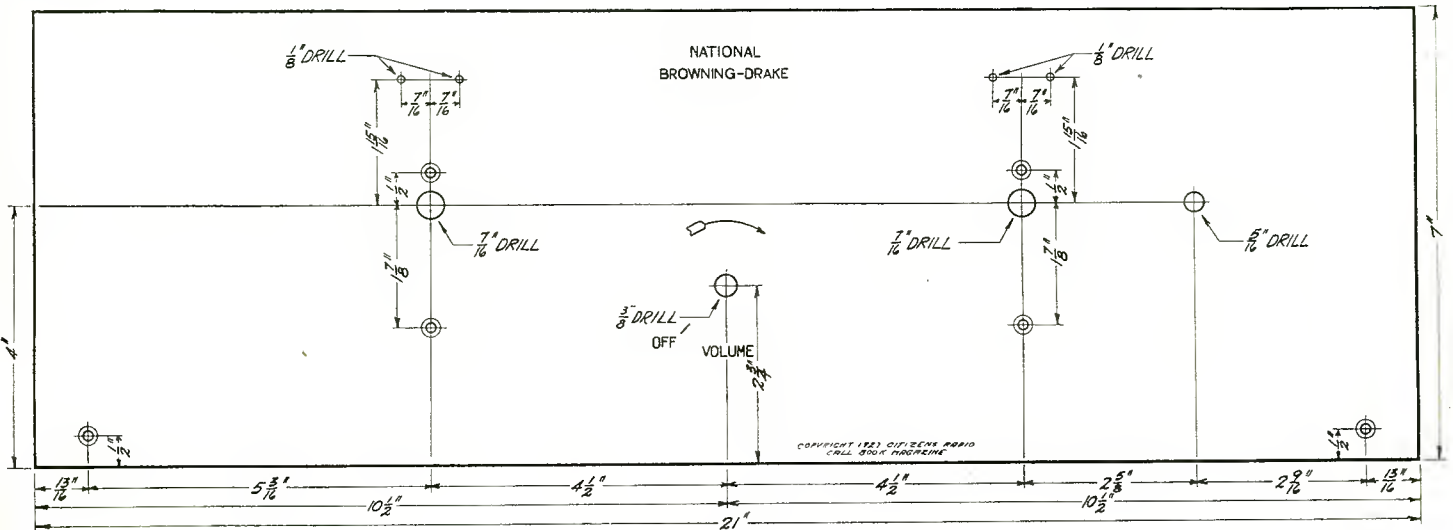 NATIONAL
BROWNING-DRAKE
1/8" DRILL
1/8" DRILL
7/16" 7/16"
7/16" 7/16"
1 15/16"
1 15/16"
1/2"
1/2"
7/16" DRILL
7/16" DRILL
5/16" DRILL
1 7/8"
1 7/8"
7"
4"
3/8" DRILL
OFF
VOLUME
2 3/4"
1/2"
1/2"
COPYRIGHT 1927 CITIZENS RADIO
CALL BOOK MAGAZINE
13/16" 5 3/16" 4 1/2" 4 1/2" 2 5/8" 2 9/16" 13/16"
10 1/2" 10 1/2"
21"